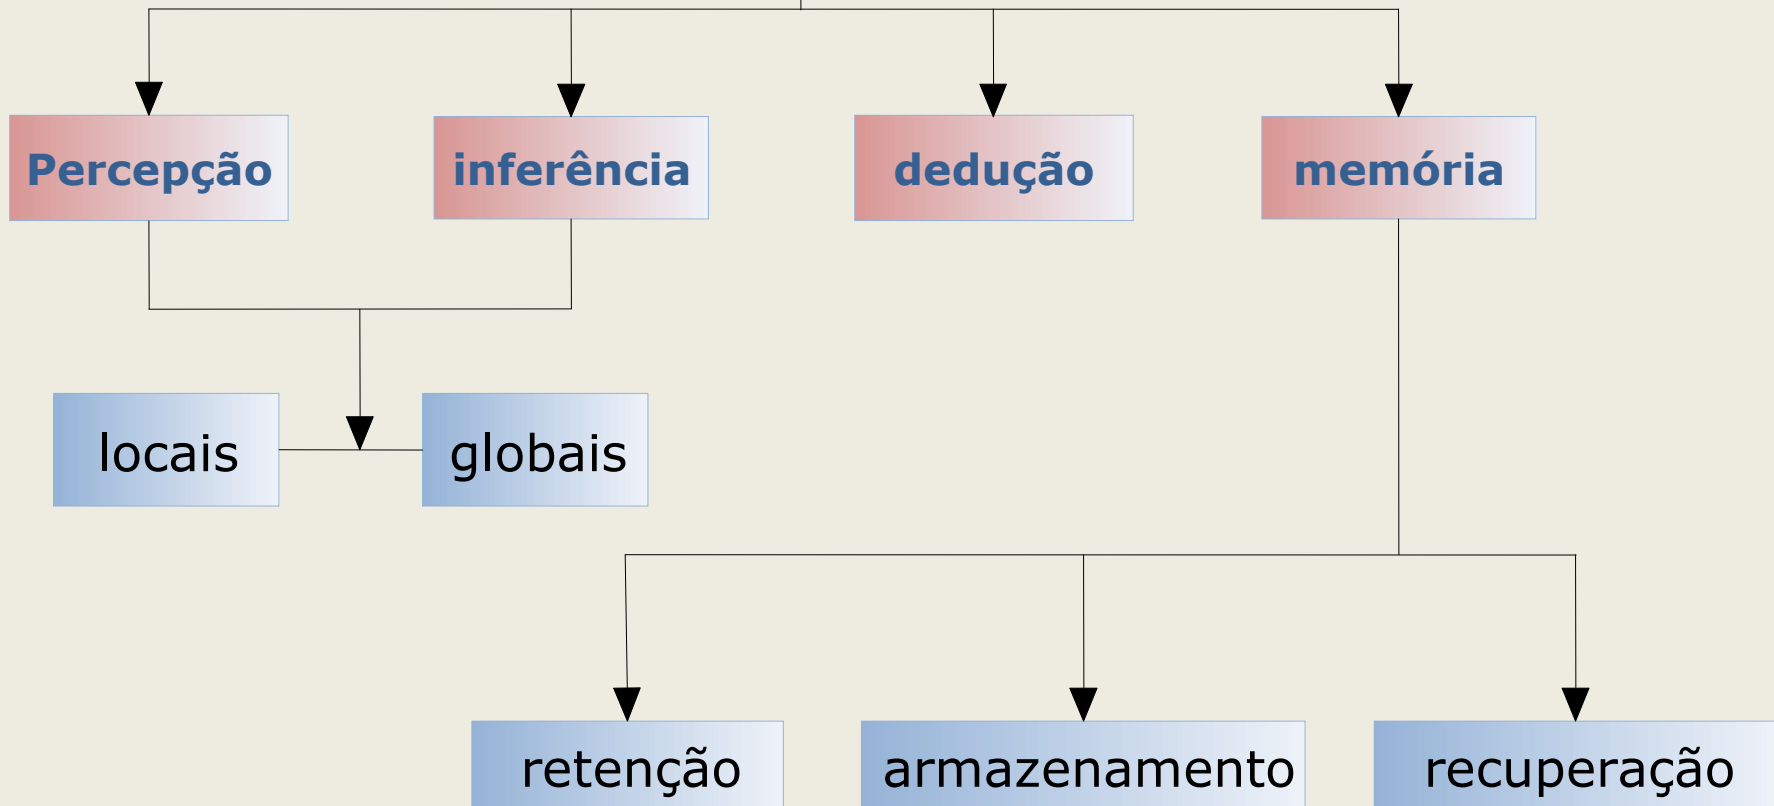 Percepção
inferência
dedução
memória
locais
globais
retenção
armazenamento
recuperação